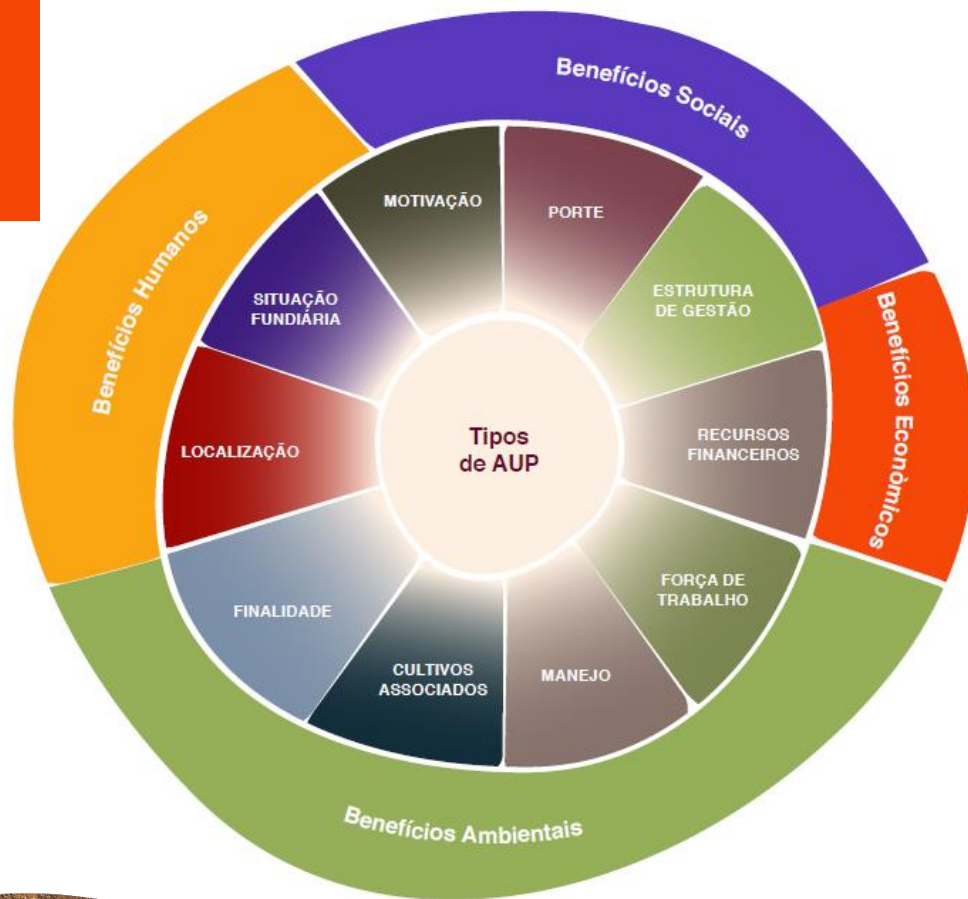 Benefícios Sociais
Benefícios Econòmicos
Benefícios Ambientais
Benefícios Humanos
MOTIVAÇÃO
PORTE
ESTRUTURA
DE GESTÃO
RECURSOS
FINANCEIROS
FORÇA DE
TRABALHO
MANEJO
CULTIVOS
ASSOCIADOS
FINALIDADE
LOCALIZAÇÃO
SITUAÇÃO
FUNDIÁRIA
Tipos
de AUP